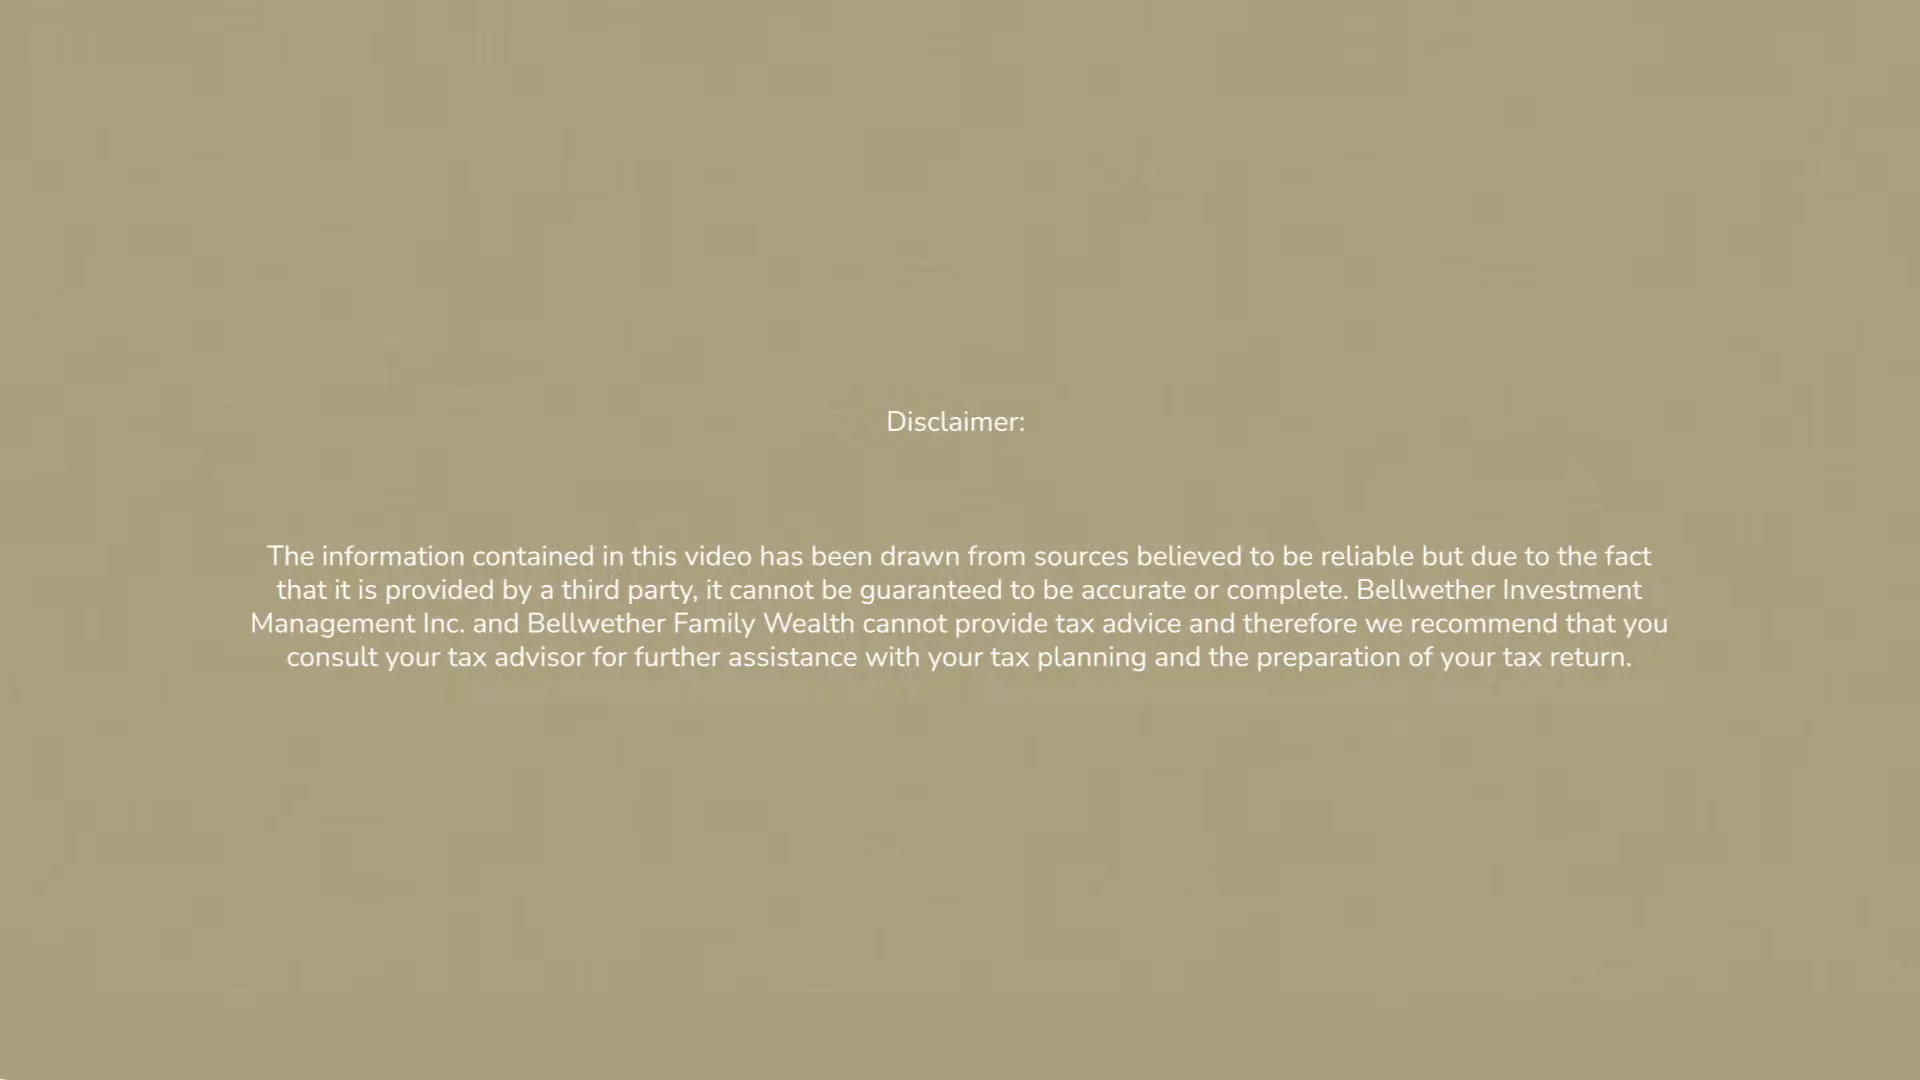 Disclaimer:
The information contained in this video has been drawn from sources believed to be reliable but due to the fact
that it is provided by a third party, it cannot be guaranteed to be accurate or complete. Bellwether Investment
Management Inc. and Bellwether Family Wealth cannot provide tax advice and therefore we recommend that you
consult your tax advisor for further assistance with your tax planning and the preparation of your tax return.